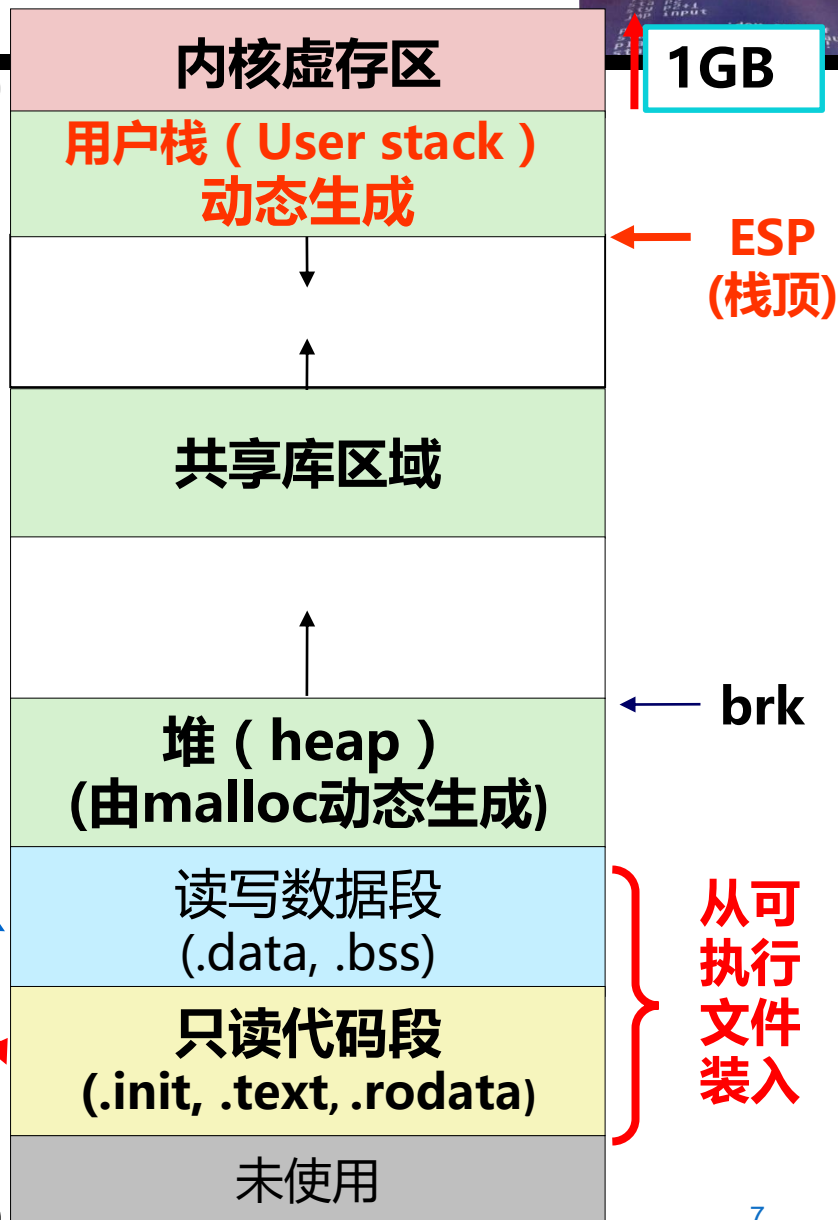 内核虚存区
1GB
用户栈（User stack）
动态生成
ESP
(栈顶)
共享库区域
brk
堆（heap）
(由malloc动态生成)
读写数据段
(.data, .bss)
从可
执行
文件
装入
只读代码段
(.init, .text, .rodata)
未使用
7